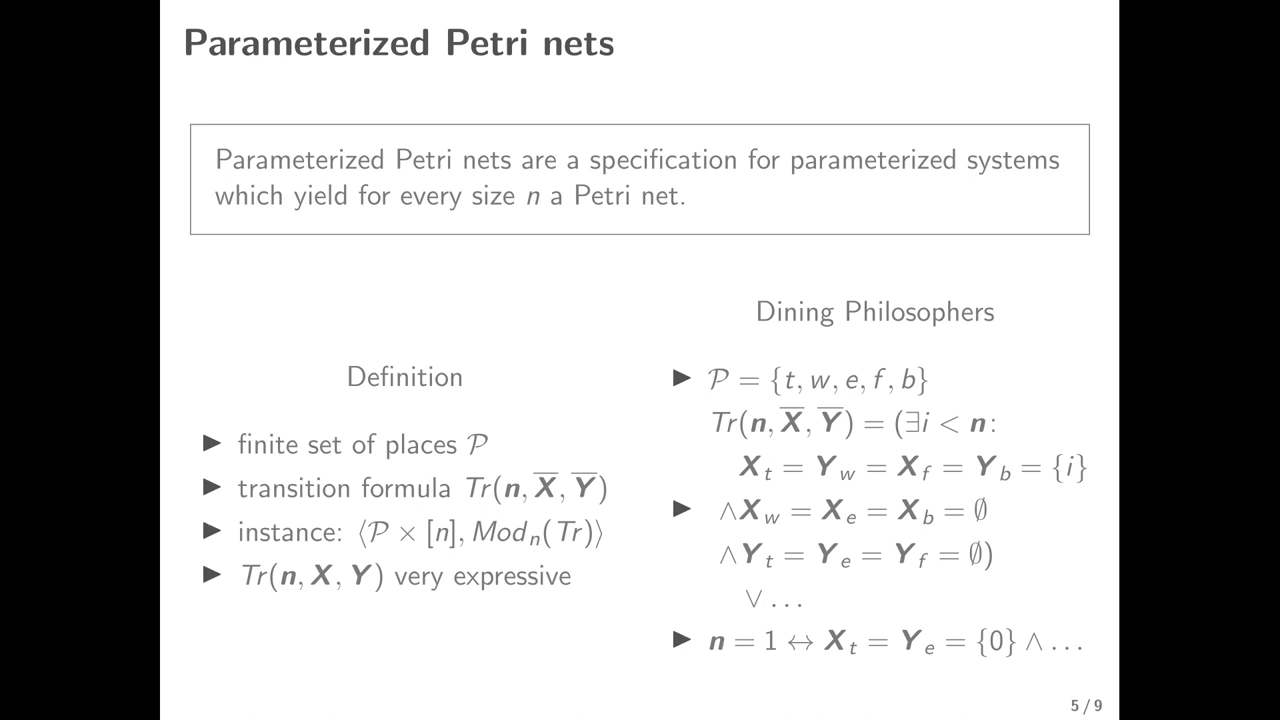 Parameterized Petri nets
Parameterized Petri nets are a specification for parameterized systems
which yield for every size n a Petri net.
Definition
▶ finite set of places 𝒫
▶ transition formula Tr(n, X̅, Y̅)
▶ instance: ⟨𝒫 × [n], Mod_n(Tr)⟩
▶ Tr(n, X, Y) very expressive
Dining Philosophers
▶ 𝒫 = {t, w, e, f, b}
Tr(n, X̅, Y̅) = (∃i < n:
X_t = Y_w = X_f = Y_b = {i}
▶ ∧X_w = X_e = X_b = ∅
∧Y_t = Y_e = Y_f = ∅)
∨ …
▶ n = 1 ↔ X_t = Y_e = {0} ∧ …
5 / 9